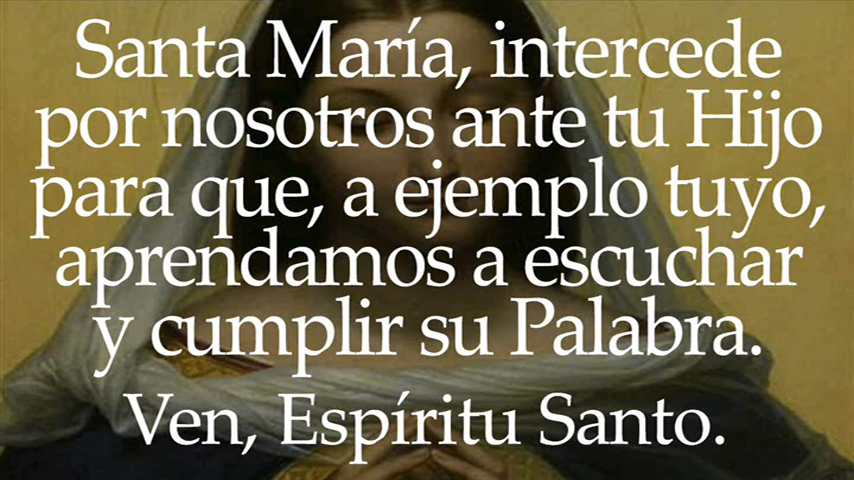 Santa María, intercede
por nosotros ante tu Hijo
para que, a ejemplo tuyo,
aprendamos a escuchar
y cumplir su Palabra.
Ven, Espíritu Santo.